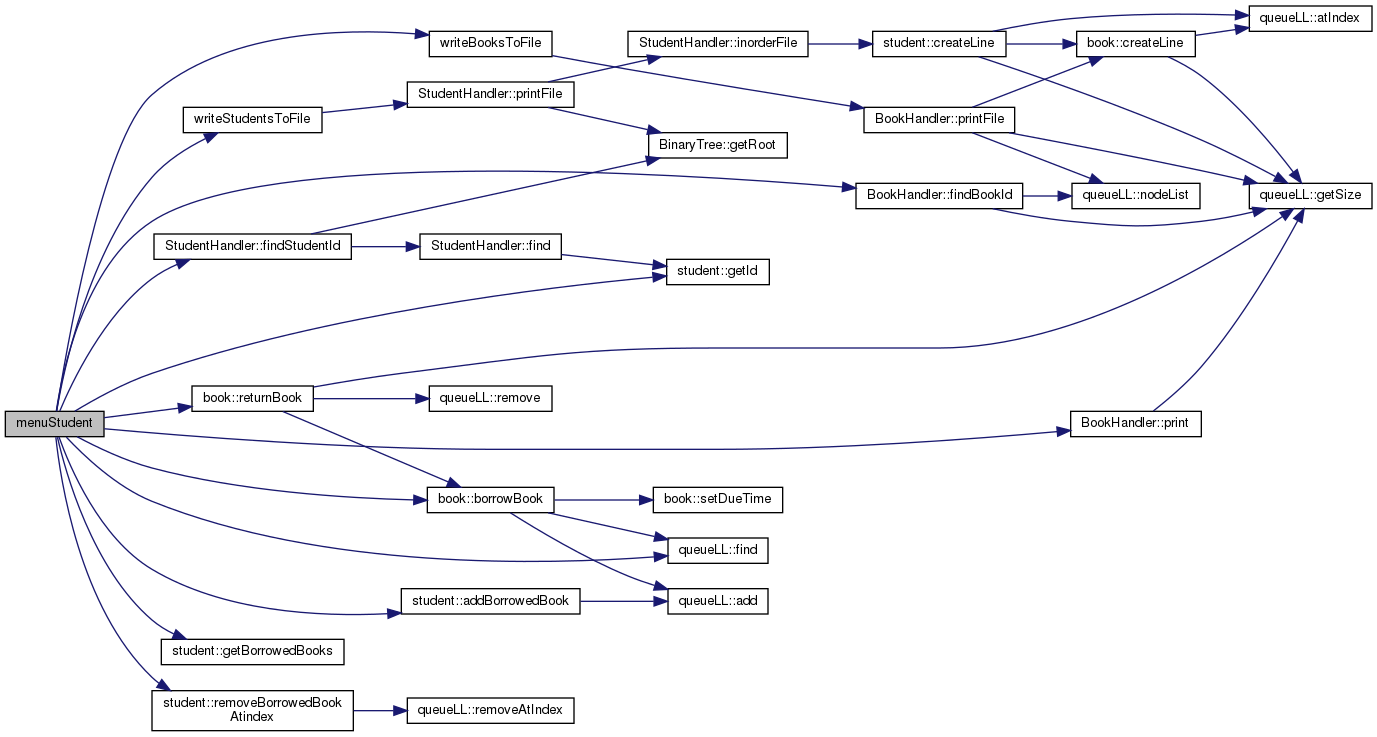 queueLL::atIndex
writeBooksToFile
StudentHandler::inorderFile
student::createLine
book::createLine
StudentHandler::printFile
writeStudentsToFile
BookHandler::printFile
BinaryTree::getRoot
BookHandler::findBookId
queueLL::nodeList
queueLL::getSize
StudentHandler::findStudentId
StudentHandler::find
student::getId
book::returnBook
queueLL::remove
menuStudent
BookHandler::print
book::borrowBook
book::setDueTime
queueLL::find
student::addBorrowedBook
queueLL::add
student::getBorrowedBooks
student::removeBorrowedBook
AtIndex
queueLL::removeAtIndex